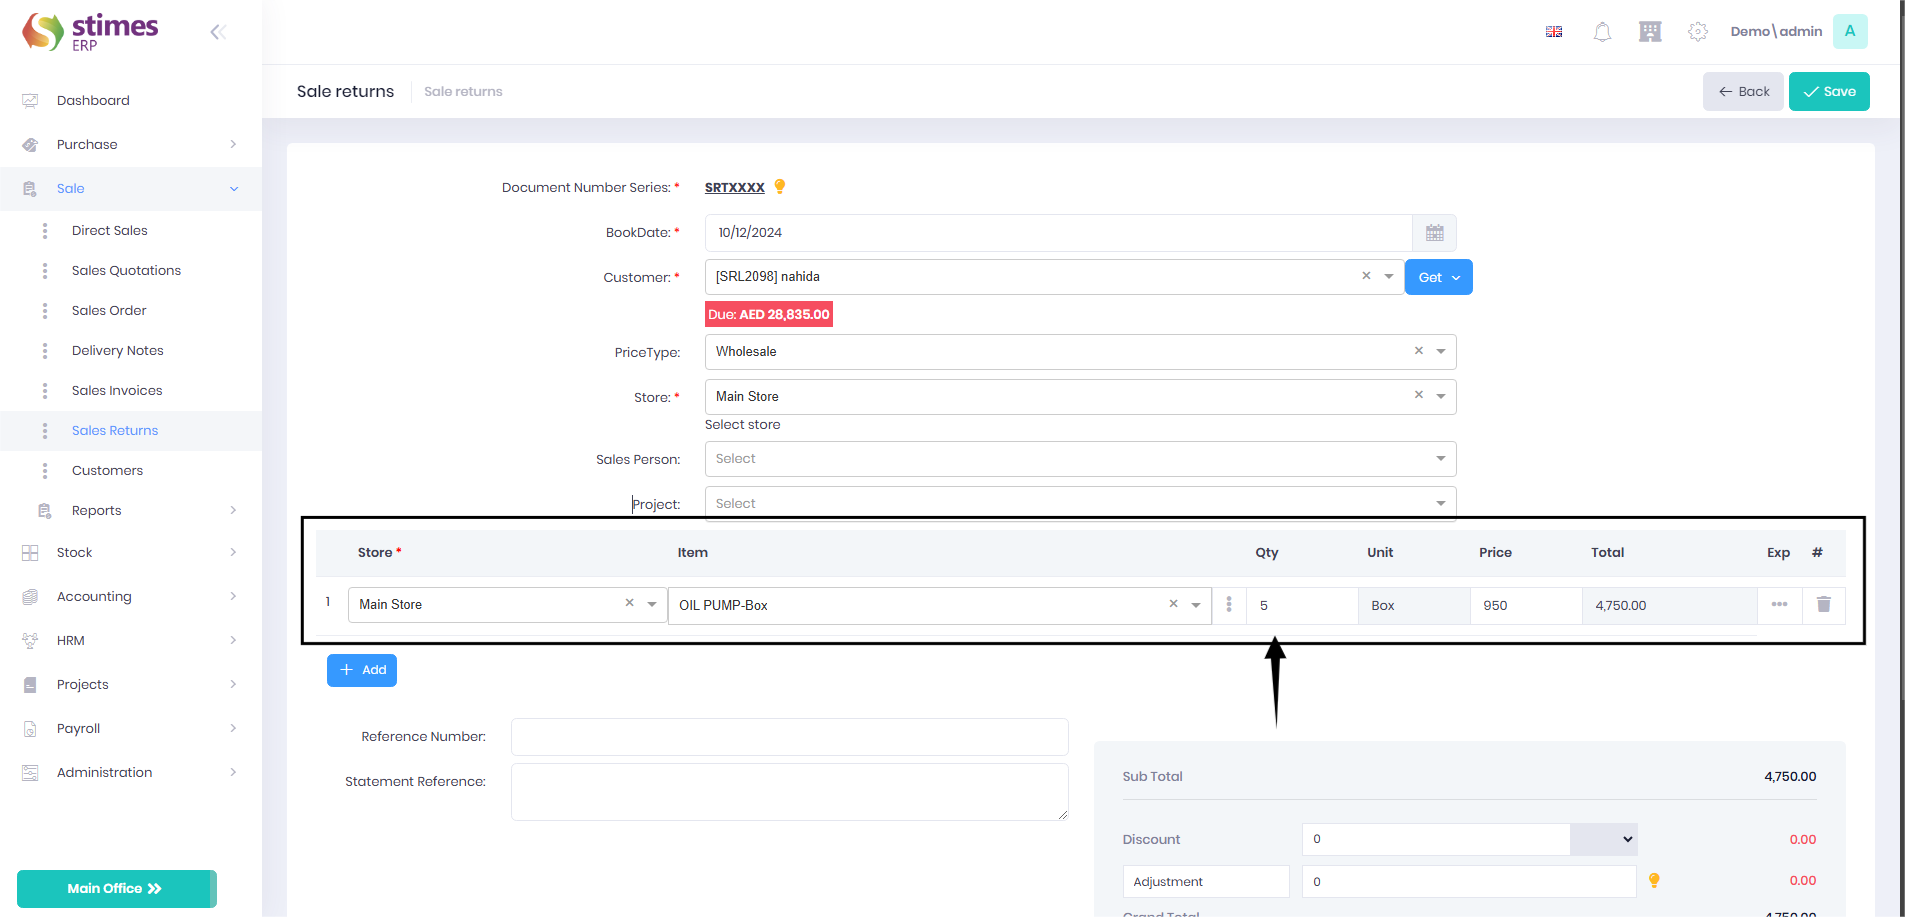 stimes
ERP
Demo\admin
A
Sale returns
Sale returns
Back
Save
Dashboard
Purchase
Sale
Direct Sales
Sales Quotations
Sales Order
Delivery Notes
Sales Invoices
Sales Returns
Customers
Reports
Stock
Accounting
HRM
Projects
Payroll
Administration
Main Office
Document Number Series: * SRTXXXX
BookDate: * 10/12/2024
Customer: * [SRL2098] nahida
Get
Due: AED 28,835.00
PriceType: Wholesale
Store: * Main Store
Select store
Sales Person: Select
Project: Select
Store * Item Qty Unit Price Total Exp #
1 Main Store OIL PUMP-Box 5 Box 950 4,750.00
Add
Reference Number:
Statement Reference:
Sub Total 4,750.00
Discount 0 0.00
Adjustment 0 0.00
Grand Total 4,750.00